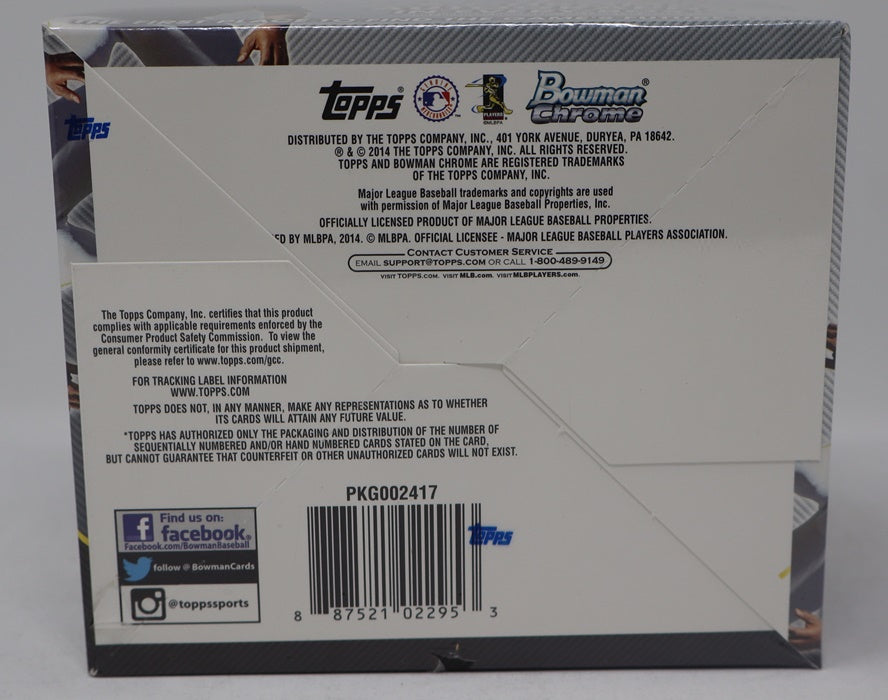 Topps® Bowman® Chrome
Topps
DISTRIBUTED BY THE TOPPS COMPANY, INC., 401 YORK AVENUE, DURYEA, PA 18642.
® & © 2014 THE TOPPS COMPANY, INC. ALL RIGHTS RESERVED.
TOPPS AND BOWMAN CHROME ARE REGISTERED TRADEMARKS
OF THE TOPPS COMPANY, INC.
Major League Baseball trademarks and copyrights are used
with permission of Major League Baseball Properties, Inc.
OFFICIALLY LICENSED PRODUCT OF MAJOR LEAGUE BASEBALL PROPERTIES.
ED BY MLBPA, 2014. © MLBPA. OFFICIAL LICENSEE - MAJOR LEAGUE BASEBALL PLAYERS ASSOCIATION.
CONTACT CUSTOMER SERVICE
EMAIL SUPPORT@TOPPS.COM OR CALL 1-800-489-9149
VISIT TOPPS.COM. VISIT MLB.com. VISIT MLBPLAYERS.com.
The Topps Company, Inc. certifies that this product
complies with applicable requirements enforced by the
Consumer Product Safety Commission. To view the
general conformity certificate for this product shipment,
please refer to www.topps.com/gcc.
FOR TRACKING LABEL INFORMATION
WWW.TOPPS.COM
TOPPS DOES NOT, IN ANY MANNER, MAKE ANY REPRESENTATIONS AS TO WHETHER
ITS CARDS WILL ATTAIN ANY FUTURE VALUE.
*TOPPS HAS AUTHORIZED ONLY THE PACKAGING AND DISTRIBUTION OF THE NUMBER OF
SEQUENTIALLY NUMBERED AND/OR HAND NUMBERED CARDS STATED ON THE CARD,
BUT CANNOT GUARANTEE THAT COUNTERFEIT OR OTHER UNAUTHORIZED CARDS WILL NOT EXIST.
PKG002417
Find us on:
facebook®
Facebook.com/BowmanBaseball
follow @BowmanCards
@toppssports
Topps
8 87521 02295 3